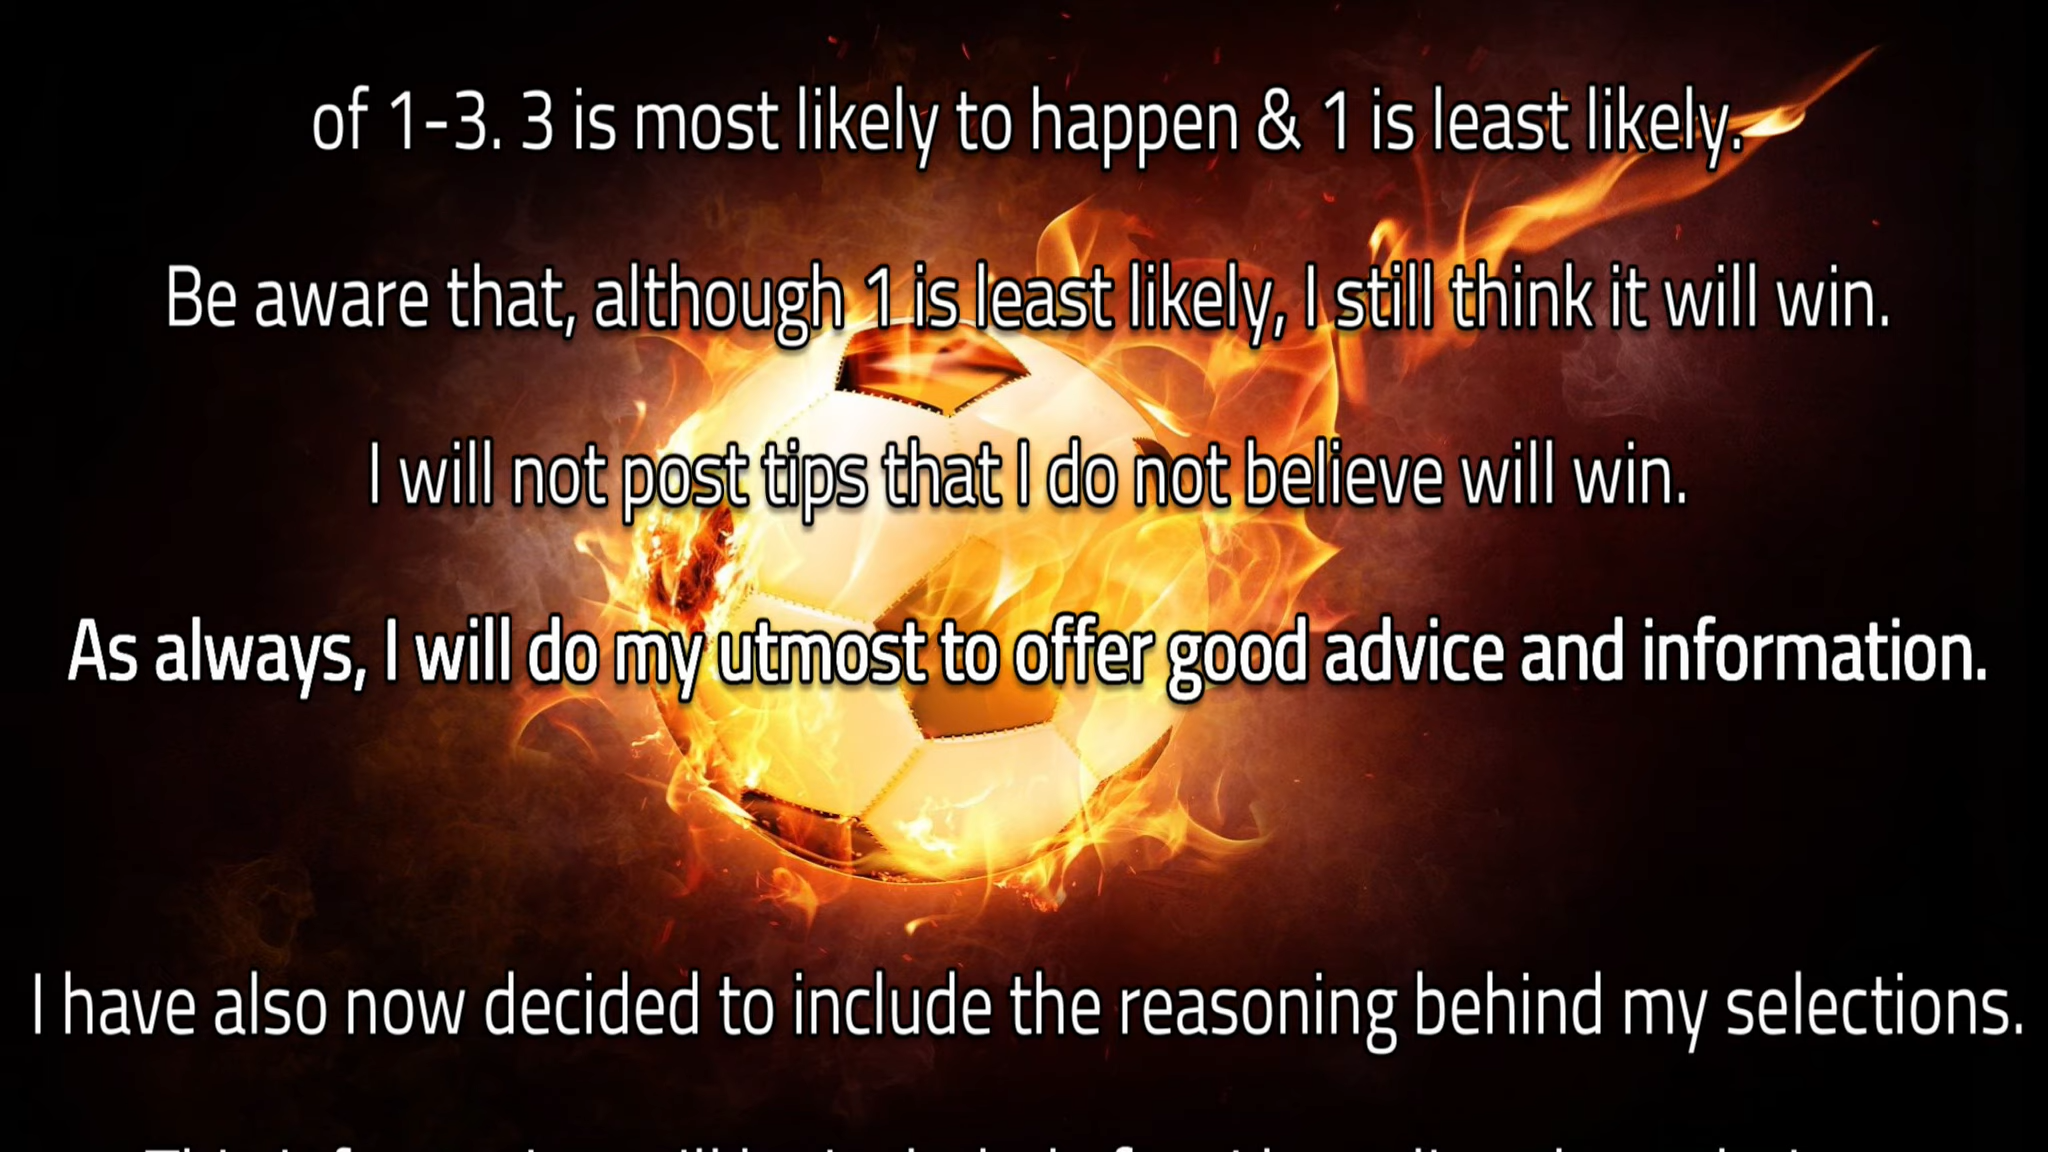 of 1-3. 3 is most likely to happen & 1 is least likely.
Be aware that, although 1 is least likely, I still think it will win.
I will not post tips that I do not believe will win.
As always, I will do my utmost to offer good advice and information.
I have also now decided to include the reasoning behind my selections.